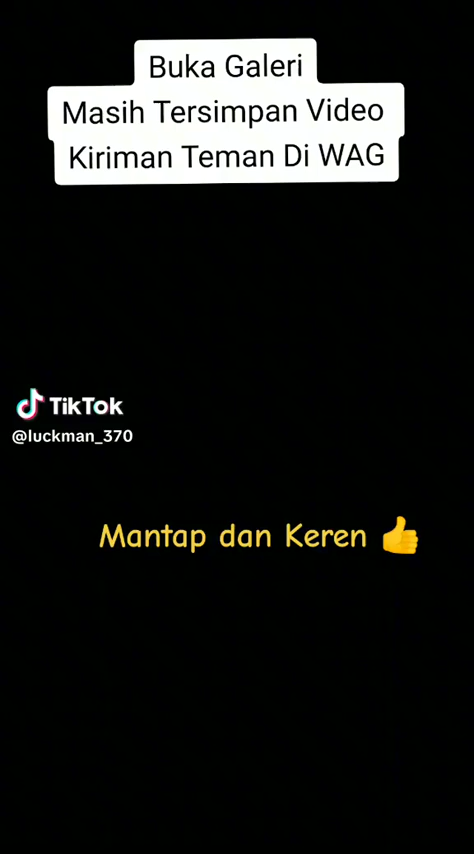 Buka Galeri
Masih Tersimpan Video
Kiriman Teman Di WAG
TikTok
@luckman_370
Mantap dan Keren 👍